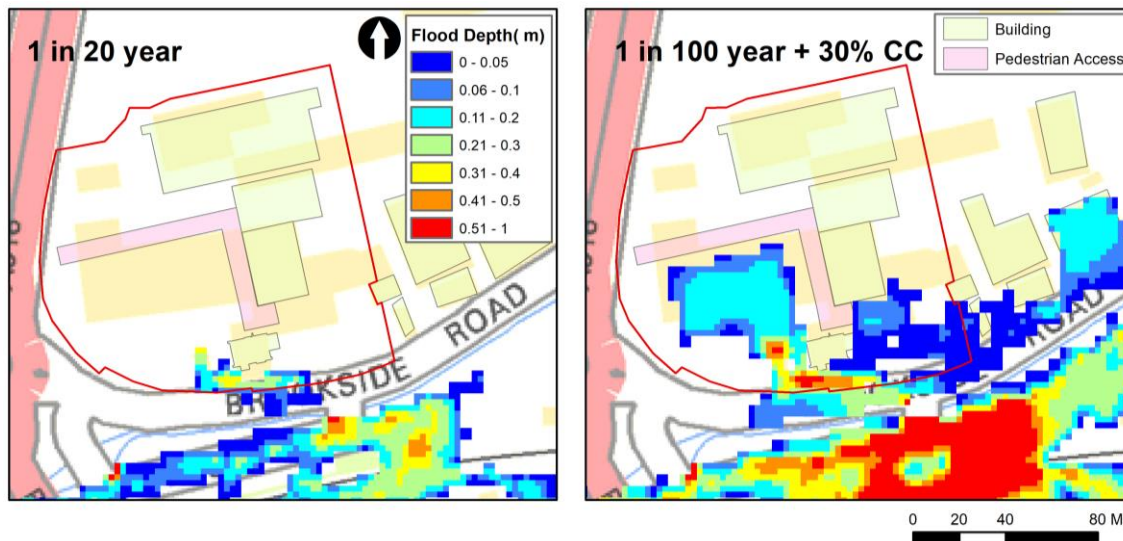 1 in 20 year
Flood Depth( m)
0 - 0.05
0.06 - 0.1
0.11 - 0.2
0.21 - 0.3
0.31 - 0.4
0.41 - 0.5
0.51 - 1
ROAD
1 in 100 year + 30% CC
Building
Pedestrian Access
ROAD
0 20 40 80 M